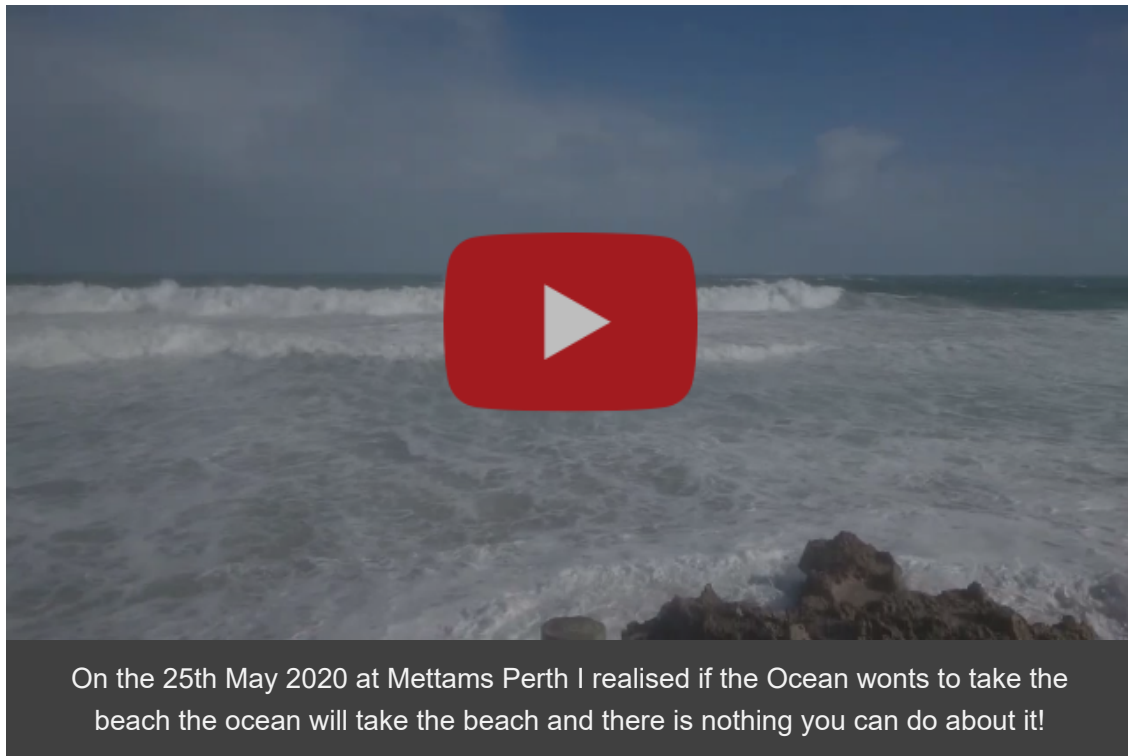 On the 25th May 2020 at Mettams Perth I realised if the Ocean wonts to take the
beach the ocean will take the beach and there is nothing you can do about it!